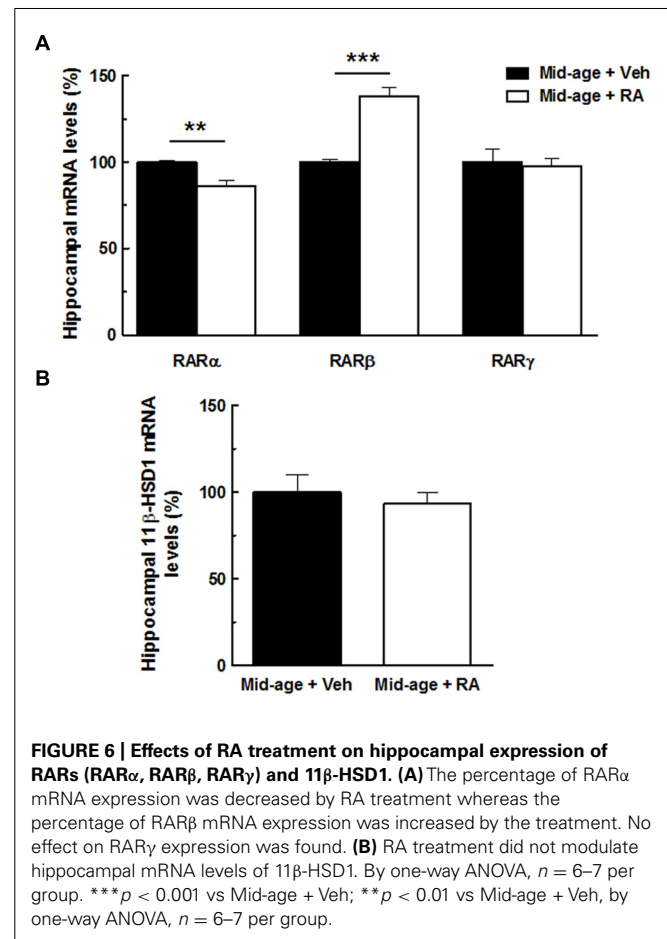 A
Hippocampal mRNA levels (%)
150
100
50
0
**
***
Mid-age + Veh
Mid-age + RA
RARα
RARβ
RARγ
B
Hippocampal 11β-HSD1 mRNA
levels (%)
150
100
50
0
Mid-age + Veh
Mid-age + RA
FIGURE 6 | Effects of RA treatment on hippocampal expression of
RARs (RARα, RARβ, RARγ) and 11β-HSD1. (A) The percentage of RARα
mRNA expression was decreased by RA treatment whereas the
percentage of RARβ mRNA expression was increased by the treatment. No
effect on RARγ expression was found. (B) RA treatment did not modulate
hippocampal mRNA levels of 11β-HSD1. By one-way ANOVA, n = 6–7 per
group. ***p < 0.001 vs Mid-age + Veh; **p < 0.01 vs Mid-age + Veh, by
one-way ANOVA, n = 6–7 per group.